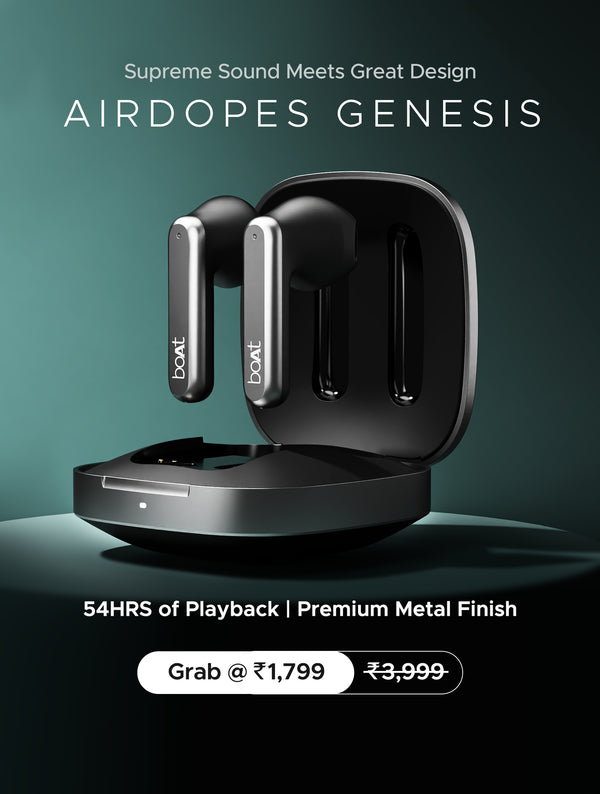 Supreme Sound Meets Great Design
AIRDOPES GENESIS
boAt
boAt
54HRS of Playback | Premium Metal Finish
Grab @ ₹1,799 ₹3,999